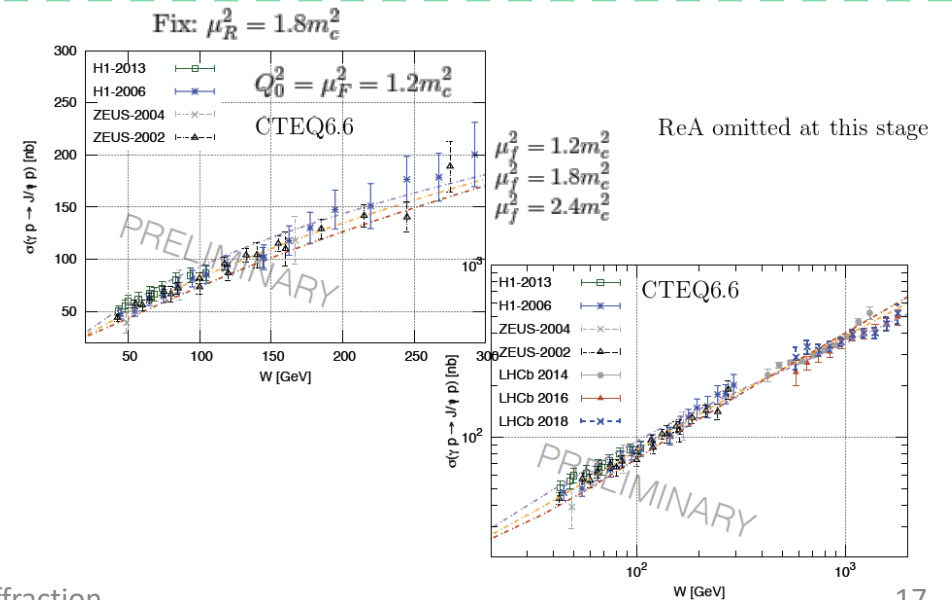 Fix: μ_R^2 = 1.8m_c^2
300
H1-2013
H1-2006
ZEUS-2004
ZEUS-2002
Q_0^2 = μ_F^2 = 1.2m_c^2
CTEQ6.6
250
200
150
100
50
σ(γ p → J/ψ p) [nb]
PRELIMINARY
50
100
150
200
250
300
W [GeV]
ReA omitted at this stage
μ_f^2 = 1.2m_c^2
μ_f^2 = 1.8m_c^2
μ_f^2 = 2.4m_c^2
10^3
H1-2013
H1-2006
ZEUS-2004
ZEUS-2002
LHCb 2014
LHCb 2016
LHCb 2018
CTEQ6.6
10^2
σ(γ p → J/ψ p) [nb]
PRELIMINARY
10^2
10^3
W [GeV]
17